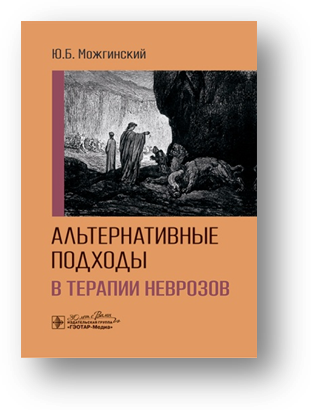 Ю.Б. Можгинский
АЛЬТЕРНАТИВНЫЕ
ПОДХОДЫ
В ТЕРАПИИ НЕВРОЗОВ
ИЗДАТЕЛЬСКАЯ ГРУППА
«ГЭОТАР-Медиа»